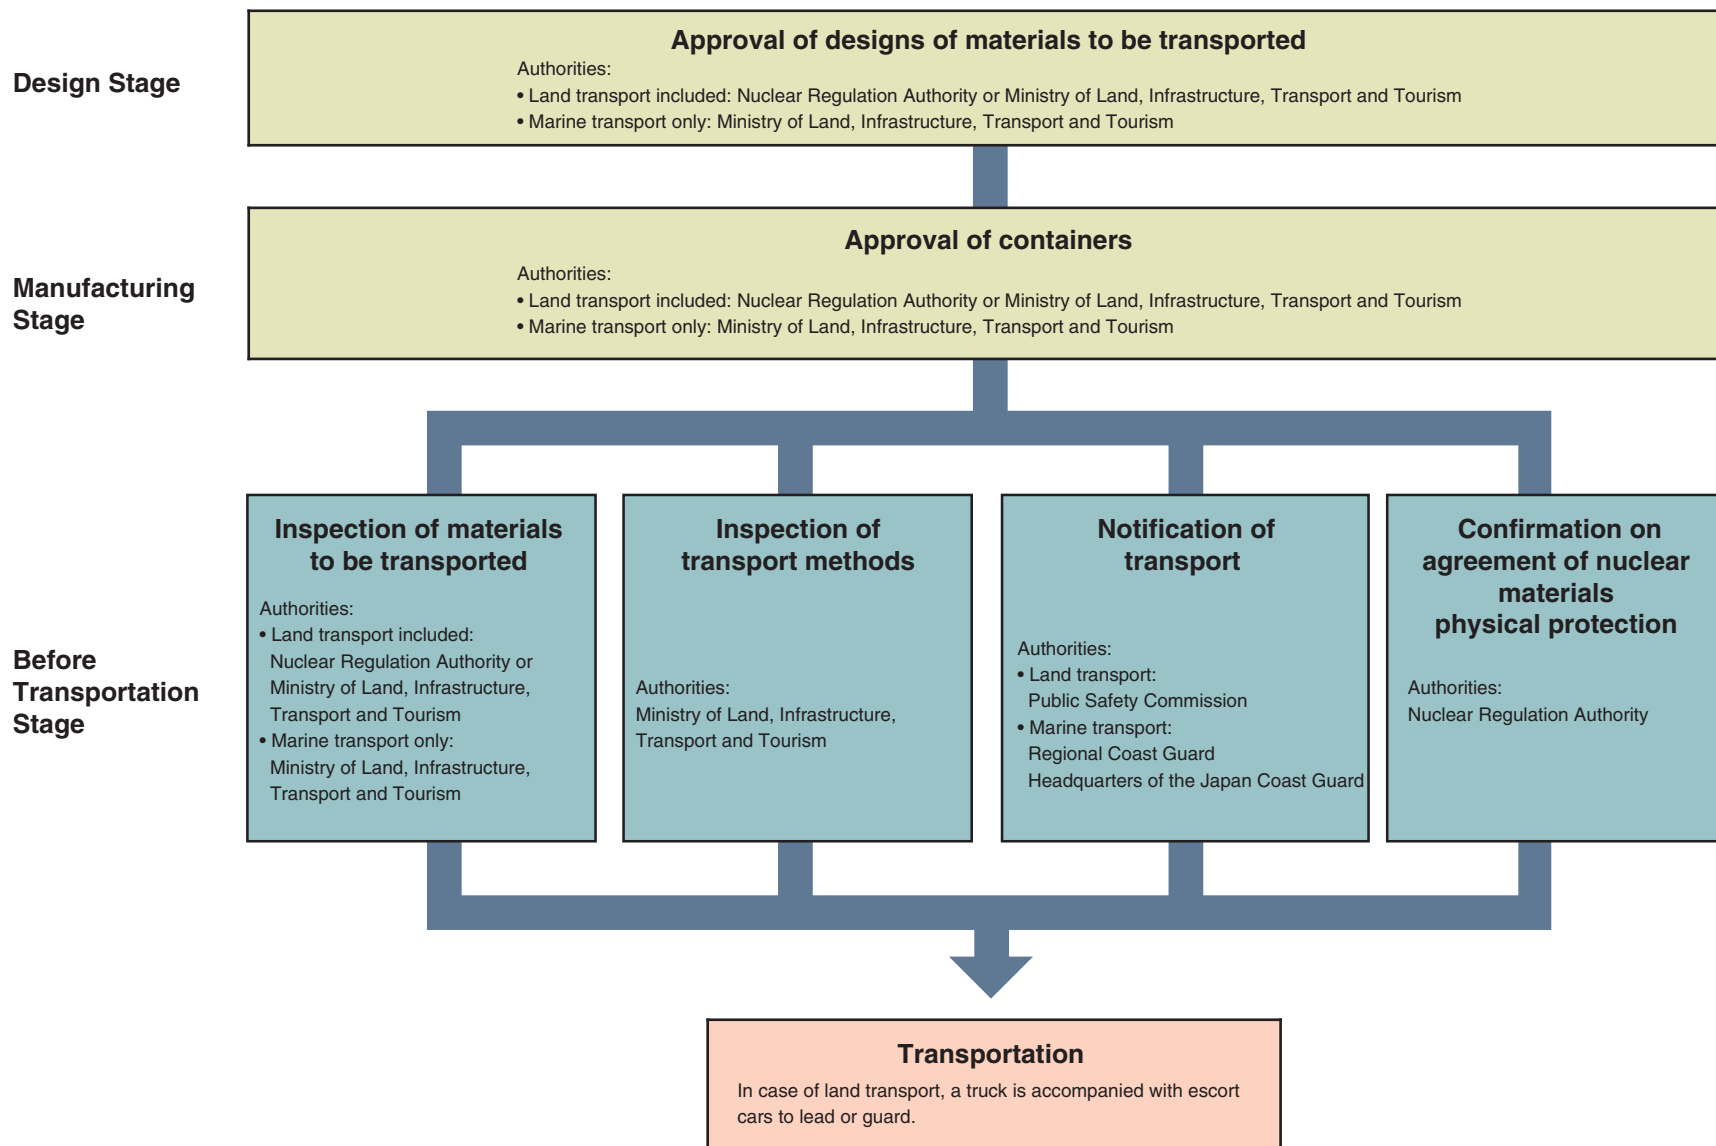 Design Stage
Approval of designs of materials to be transported
Authorities:
• Land transport included: Nuclear Regulation Authority or Ministry of Land, Infrastructure, Transport and Tourism
• Marine transport only: Ministry of Land, Infrastructure, Transport and Tourism
Manufacturing
Stage
Approval of containers
Authorities:
• Land transport included: Nuclear Regulation Authority or Ministry of Land, Infrastructure, Transport and Tourism
• Marine transport only: Ministry of Land, Infrastructure, Transport and Tourism
Before
Transportation
Stage
Inspection of materials
to be transported
Authorities:
• Land transport included:
Nuclear Regulation Authority or
Ministry of Land, Infrastructure,
Transport and Tourism
• Marine transport only:
Ministry of Land, Infrastructure,
Transport and Tourism
Inspection of
transport methods
Authorities:
Ministry of Land, Infrastructure,
Transport and Tourism
Notification of
transport
Authorities:
• Land transport:
Public Safety Commission
• Marine transport:
Regional Coast Guard
Headquarters of the Japan Coast Guard
Confirmation on
agreement of nuclear
materials
physical protection
Authorities:
Nuclear Regulation Authority
Transportation
In case of land transport, a truck is accompanied with escort
cars to lead or guard.